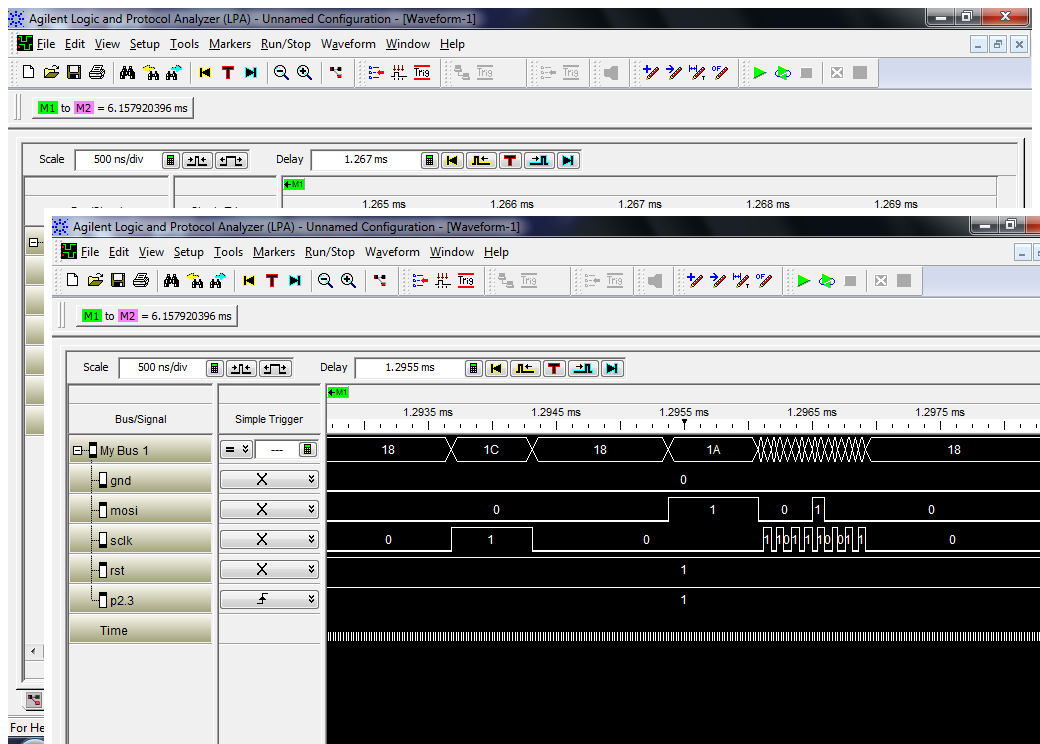 Agilent Logic and Protocol Analyzer (LPA) - Unnamed Configuration - [Waveform-1]
File Edit View Setup Tools Markers Run/Stop Waveform Window Help
T Trig Trig Trig
M1 to M2 = 6.157920396 ms
Scale 500 ns/div Delay 1.267 ms T
M1
1.265 ms 1.266 ms 1.267 ms 1.268 ms 1.269 ms
Agilent Logic and Protocol Analyzer (LPA) - Unnamed Configuration - [Waveform-1]
File Edit View Setup Tools Markers Run/Stop Waveform Window Help
T Trig Trig Trig
M1 to M2 = 6.157920396 ms
Scale 500 ns/div Delay 1.2955 ms T
M1
Bus/Signal Simple Trigger 1.2935 ms 1.2945 ms 1.2955 ms 1.2965 ms 1.2975 ms
My Bus 1 = --- 18 1C 18 1A 18
gnd X 0
mosi X 0 1 0 1 0
sclk X 0 1 0 1 1 0 1 1 1 0 0 1 1 0
rst X 1
p2.3 1
Time
For He